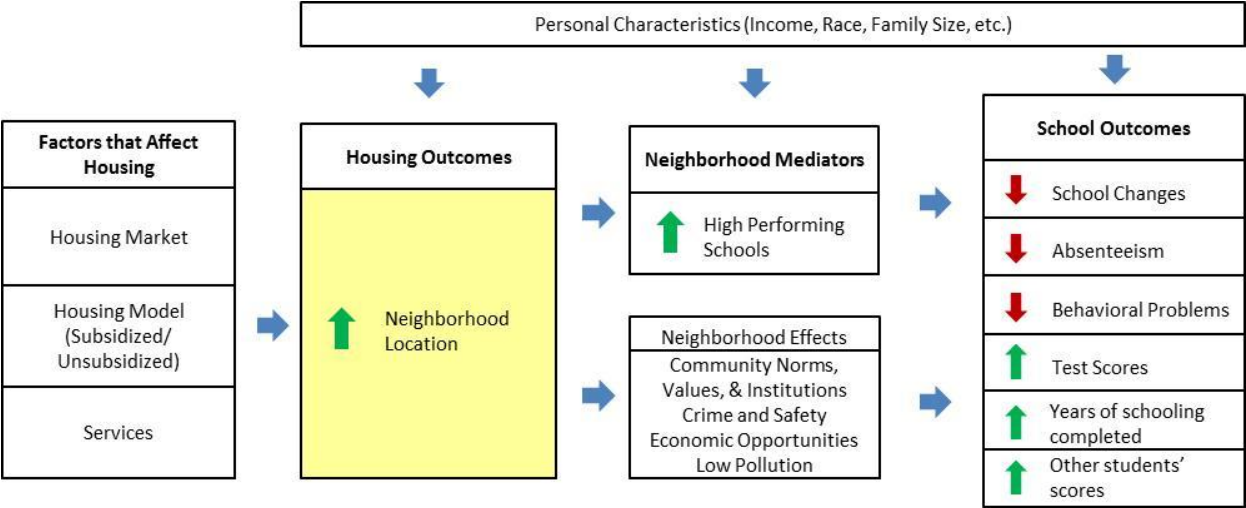 Personal Characteristics (Income, Race, Family Size, etc.)
Factors that Affect
Housing
Housing Market
Housing Model
(Subsidized/
Unsubsidized)
Services
Housing Outcomes
Neighborhood
Location
Neighborhood Mediators
High Performing
Schools
Neighborhood Effects
Community Norms,
Values, & Institutions
Crime and Safety
Economic Opportunities
Low Pollution
School Outcomes
School Changes
Absenteeism
Behavioral Problems
Test Scores
Years of schooling
completed
Other students’
scores